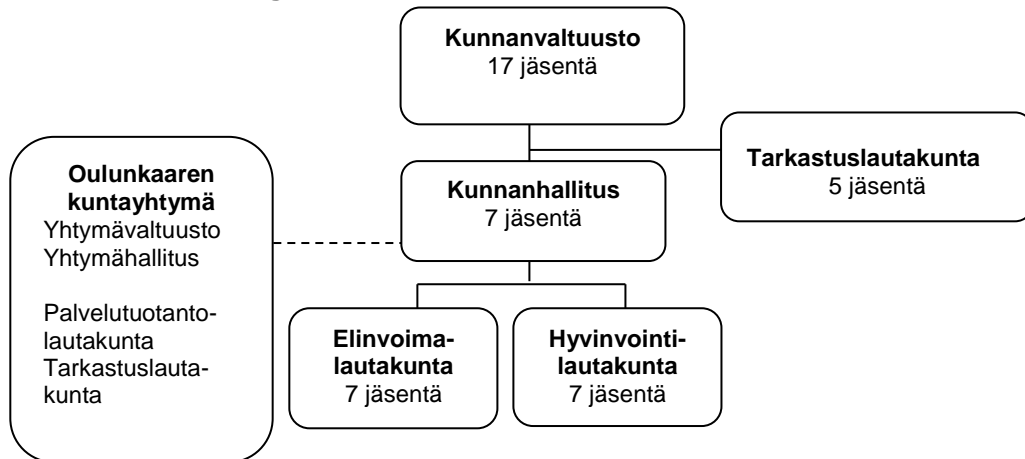 Kunnanvaltuusto
17 jäsentä
Tarkastuslautakunta
5 jäsentä
Oulunkaaren
kuntayhtymä
Yhtymävaltuusto
Yhtymähallitus
Palvelutuotanto-
lautakunta
Tarkastuslauta-
kunta
Kunnanhallitus
7 jäsentä
Elinvoima-
lautakunta
7 jäsentä
Hyvinvointi-
lautakunta
7 jäsentä